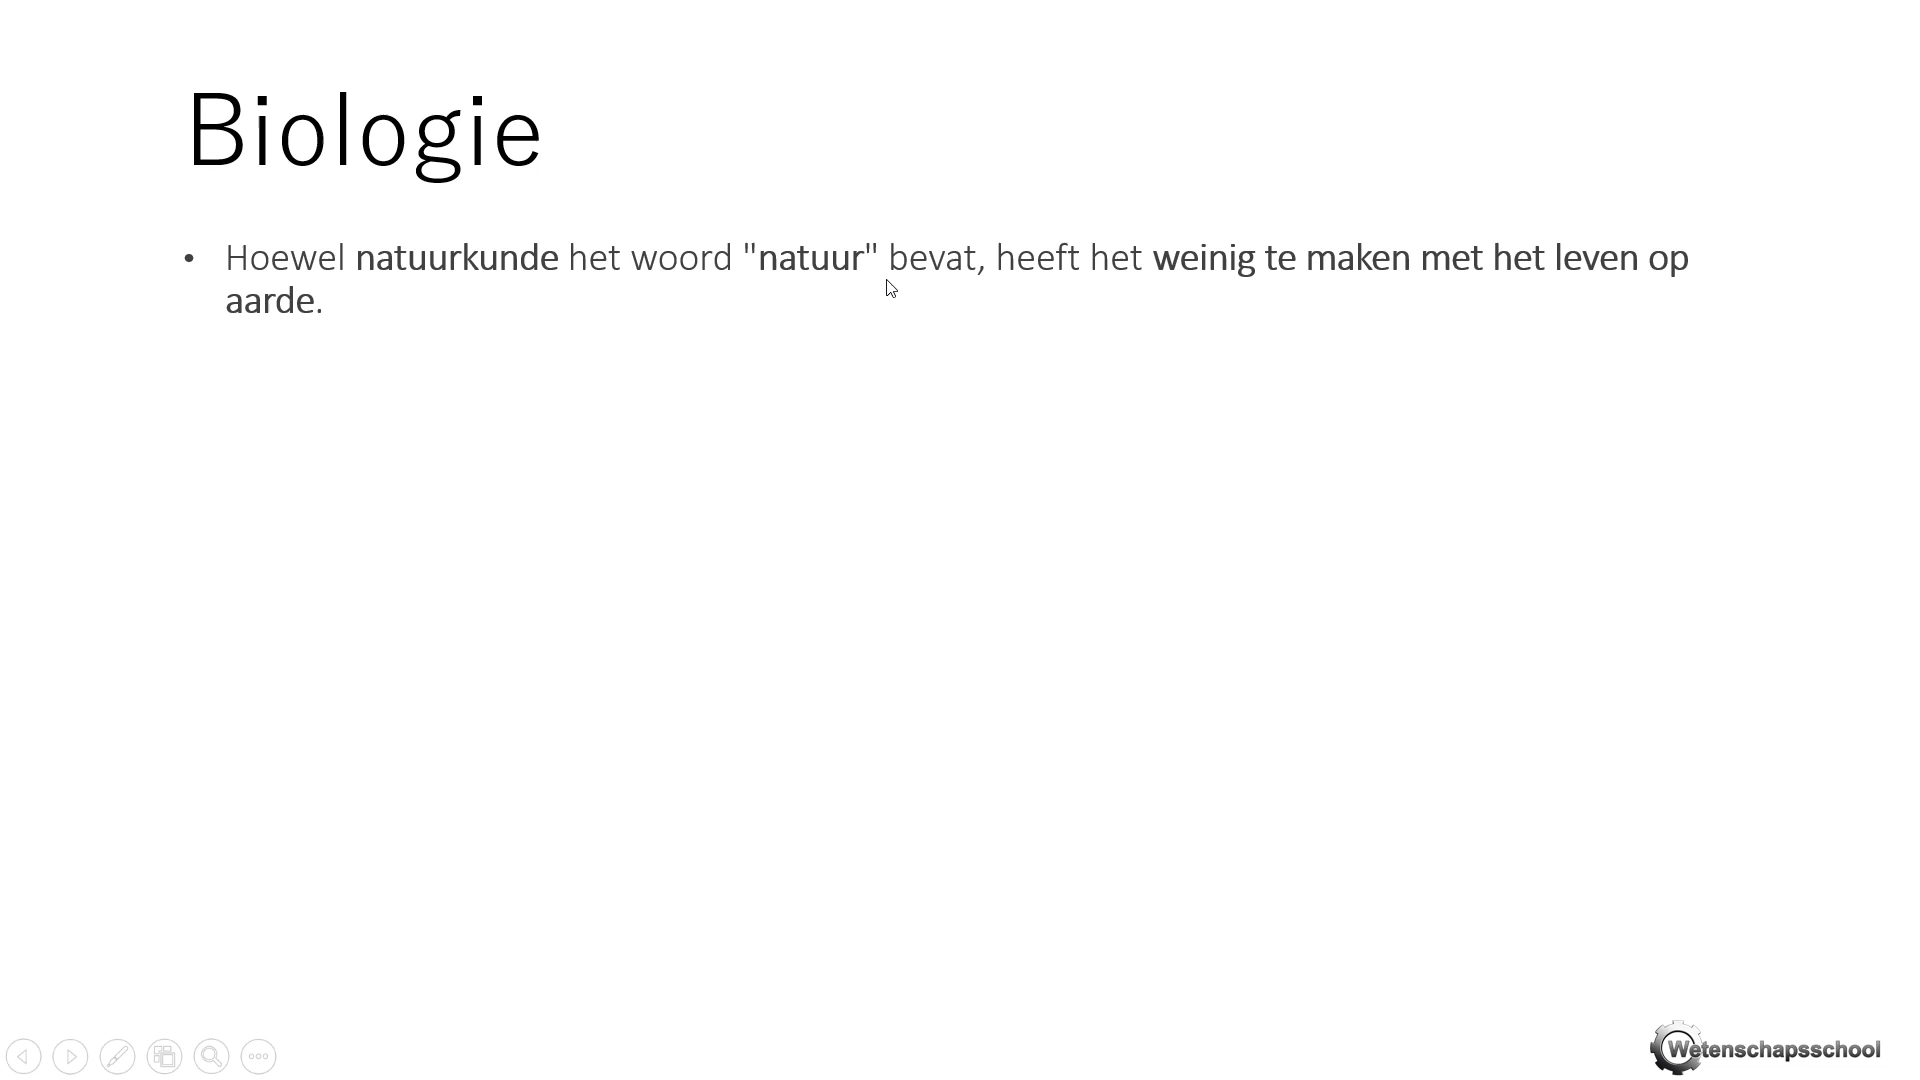 Biologie
• Hoewel natuurkunde het woord "natuur" bevat, heeft het weinig te maken met het leven op
aarde.
Wetenschapsschool